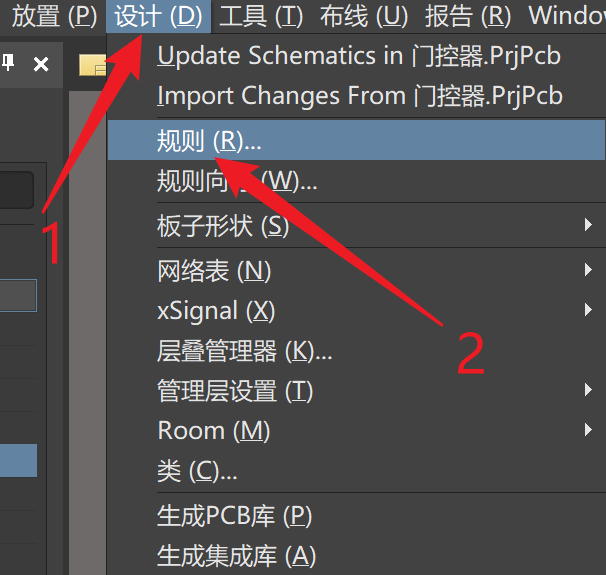 放置 (P) 设计 (D) 工具 (T) 布线 (U) 报告 (R) Windo
Update Schematics in 门控器.PrjPcb
Import Changes From 门控器.PrjPcb
规则 (R)...
规则向 (W)...
板子形状 (S)
网络表 (N)
xSignal (X)
层叠管理器 (K)...
管理层设置 (T)
Room (M)
类 (C)...
生成PCB库 (P)
生成集成库 (A)
1
2